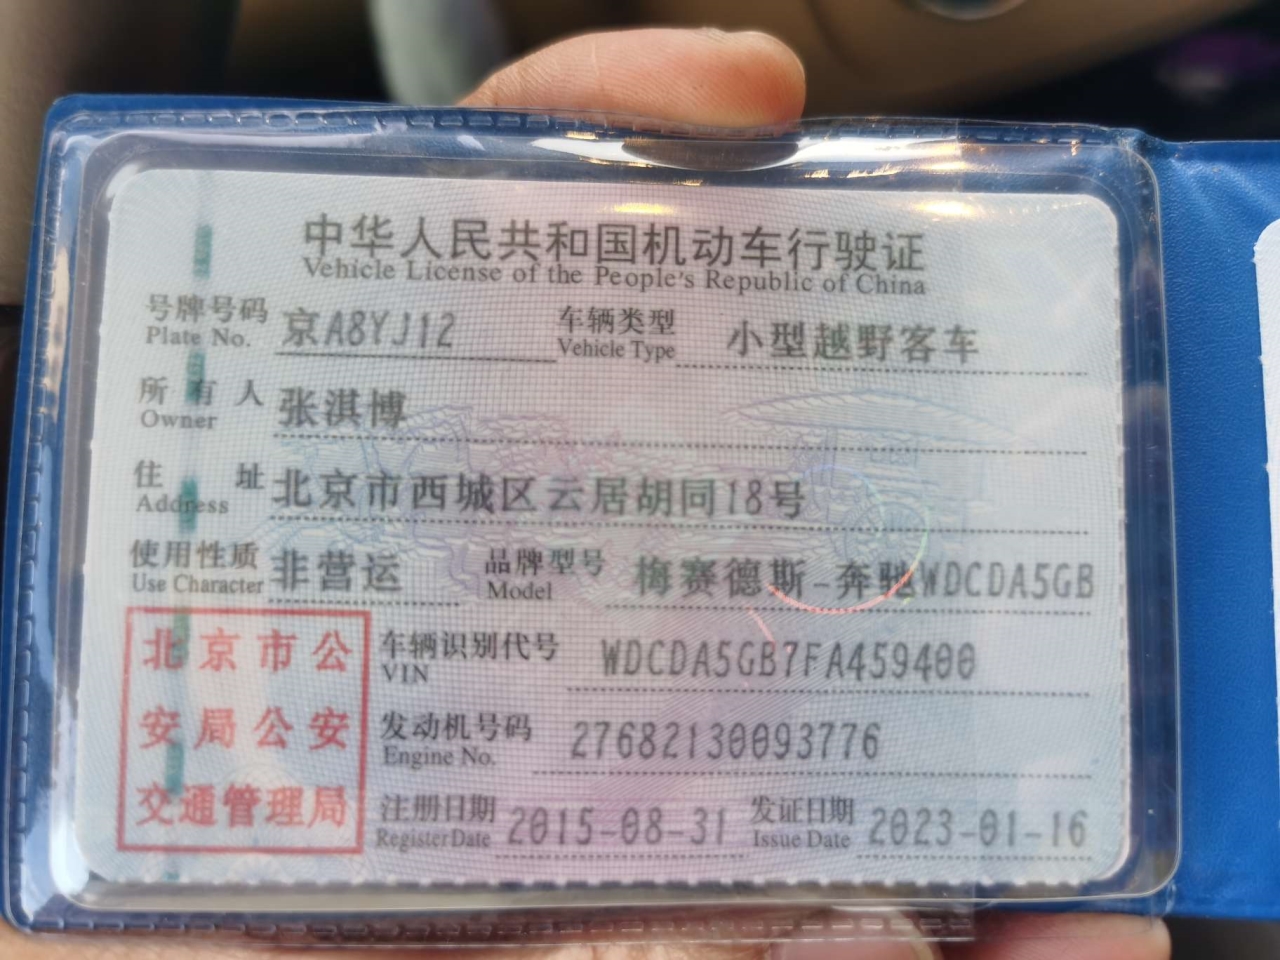 中华人民共和国机动车行驶证
Vehicle License of the People's Republic of China
号牌号码 京A8YJ12 车辆类型 小型越野客车
Plate No. Vehicle Type
所有人 张淇博
Owner
住址 北京市西城区云居胡同18号
Address
使用性质 非营运 品牌型号 梅赛德斯-奔驰WDCDA5GB
Use Character Model
北京市公
安局公安
交通管理局
车辆识别代号 WDCDA5GB7FA459400
VIN
发动机号码 27682130093776
Engine No.
注册日期 2015-08-31 发证日期 2023-01-16
Register Date Issue Date